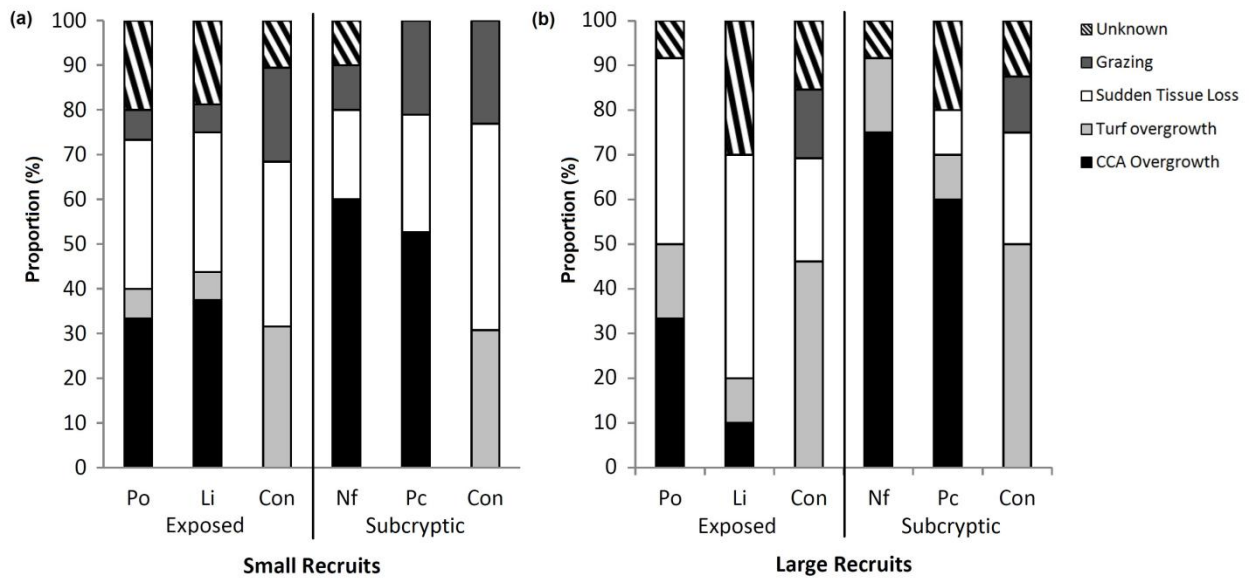 (a)
Proportion (%)
100
90
80
70
60
50
40
30
20
10
0
Po Li Con Nf Pc Con
Exposed Subcryptic
Small Recruits
(b)
Proportion (%)
100
90
80
70
60
50
40
30
20
10
0
Po Li Con Nf Pc Con
Exposed Subcryptic
Large Recruits
Unknown
Grazing
Sudden Tissue Loss
Turf overgrowth
CCA Overgrowth